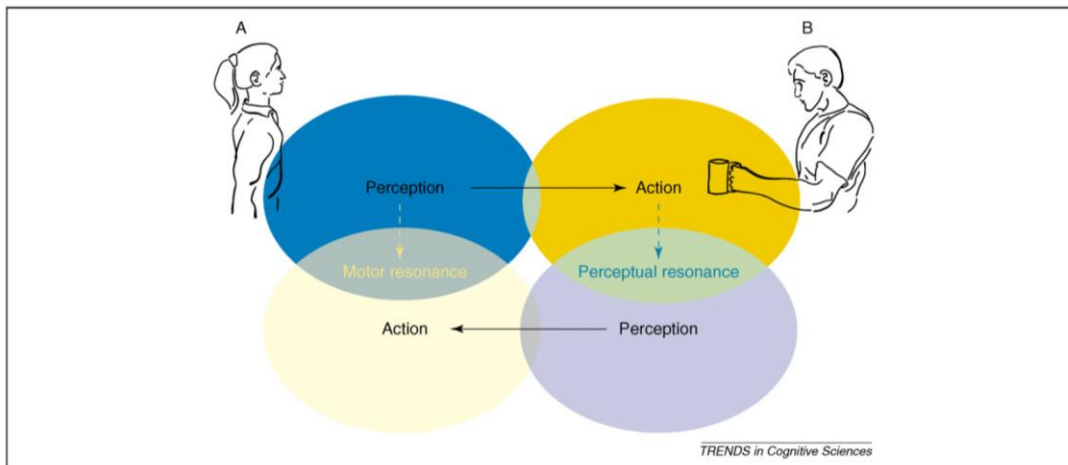 A
B
Perception
Action
Motor resonance
Perceptual resonance
Action
Perception
TRENDS in Cognitive Sciences